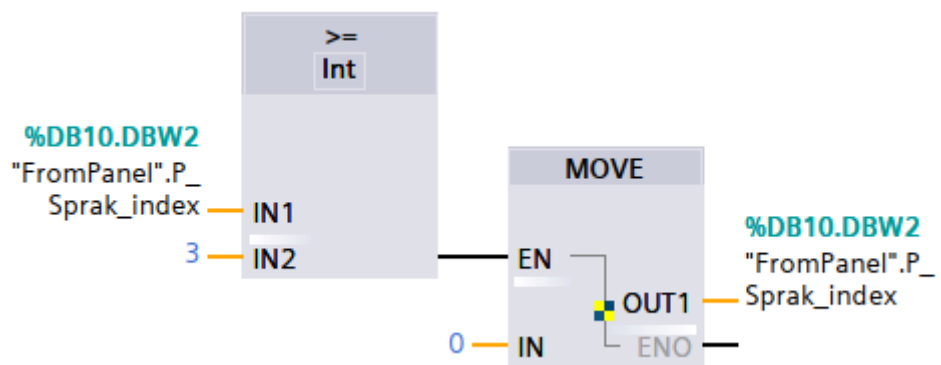 >=
Int
%DB10.DBW2
"FromPanel".P_
Sprak_index
IN1
3
IN2
MOVE
EN
%DB10.DBW2
"FromPanel".P_
Sprak_index
OUT1
0
IN
ENO